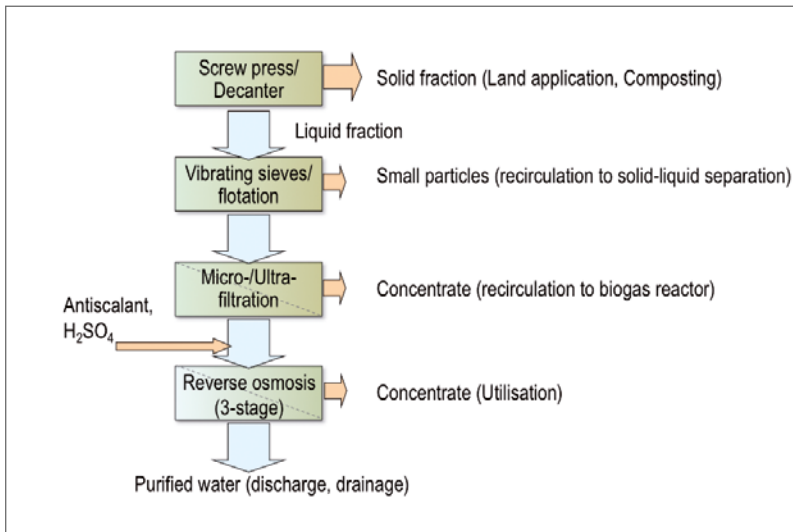 Screw press/
Decanter
Solid fraction (Land application, Composting)
Liquid fraction
Vibrating sieves/
flotation
Small particles (recirculation to solid-liquid separation)
Micro-/Ultra-
filtration
Concentrate (recirculation to biogas reactor)
Antiscalant,
H₂SO₄
Reverse osmosis
(3-stage)
Concentrate (Utilisation)
Purified water (discharge, drainage)